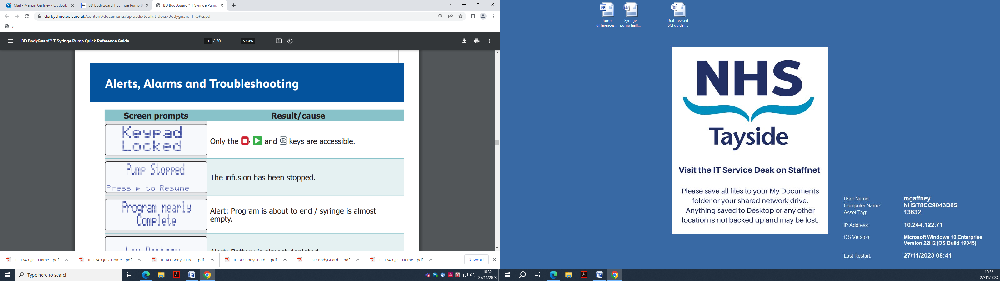 Mail - Marion Gaffney - Outlook
BD BodyGuard T Syringe Pump L
BD BodyGuard™ T Syringe Pump
derbyshire.eolcare.uk/content/documents/uploads/toolkit-docs/Bodyguard-T-QRG.pdf
y
BD BodyGuard™ T Syringe Pump Quick Reference Guide
10 / 20
244%
Alerts, Alarms and Troubleshooting
Screen prompts Result/cause
Keypad
Locked
Only the , and keys are accessible.
Pump Stopped
Press ► to Resume
The infusion has been stopped.
Program nearly
Complete
Alert: Program is about to end / syringe is almost
empty.
IF_T34-QRG-Home....pdf
IF_T34-QRG-Home....pdf
IF_BD-BodyGuard-....pdf
IF_BD-BodyGuard-....pdf
IF_BD-BodyGuard-....pdf
IF_T34-QRG-Home....pdf
Show all
Type here to search
10:32
27/11/2023
Pump
differences...
Syringe
pump leafl...
Draft revised
SCI guideli...
NHS
Tayside
Visit the IT Service Desk on Staffnet
Please save all files to your My Documents
folder or your shared network drive.
Anything saved to Desktop or any other
location is not backed up and may be lost.
User Name: mgaffney
Computer Name: NHST8CC9043D6S
Asset Tag: 13632
IP Address: 10.244.122.71
OS Version: Microsoft Windows 10 Enterprise
Version 22H2 (OS Build 19045)
Last Restart: 27/11/2023 08:41
10:32
27/11/2023